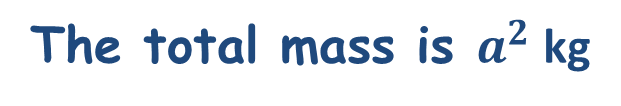 The total mass is a² kg